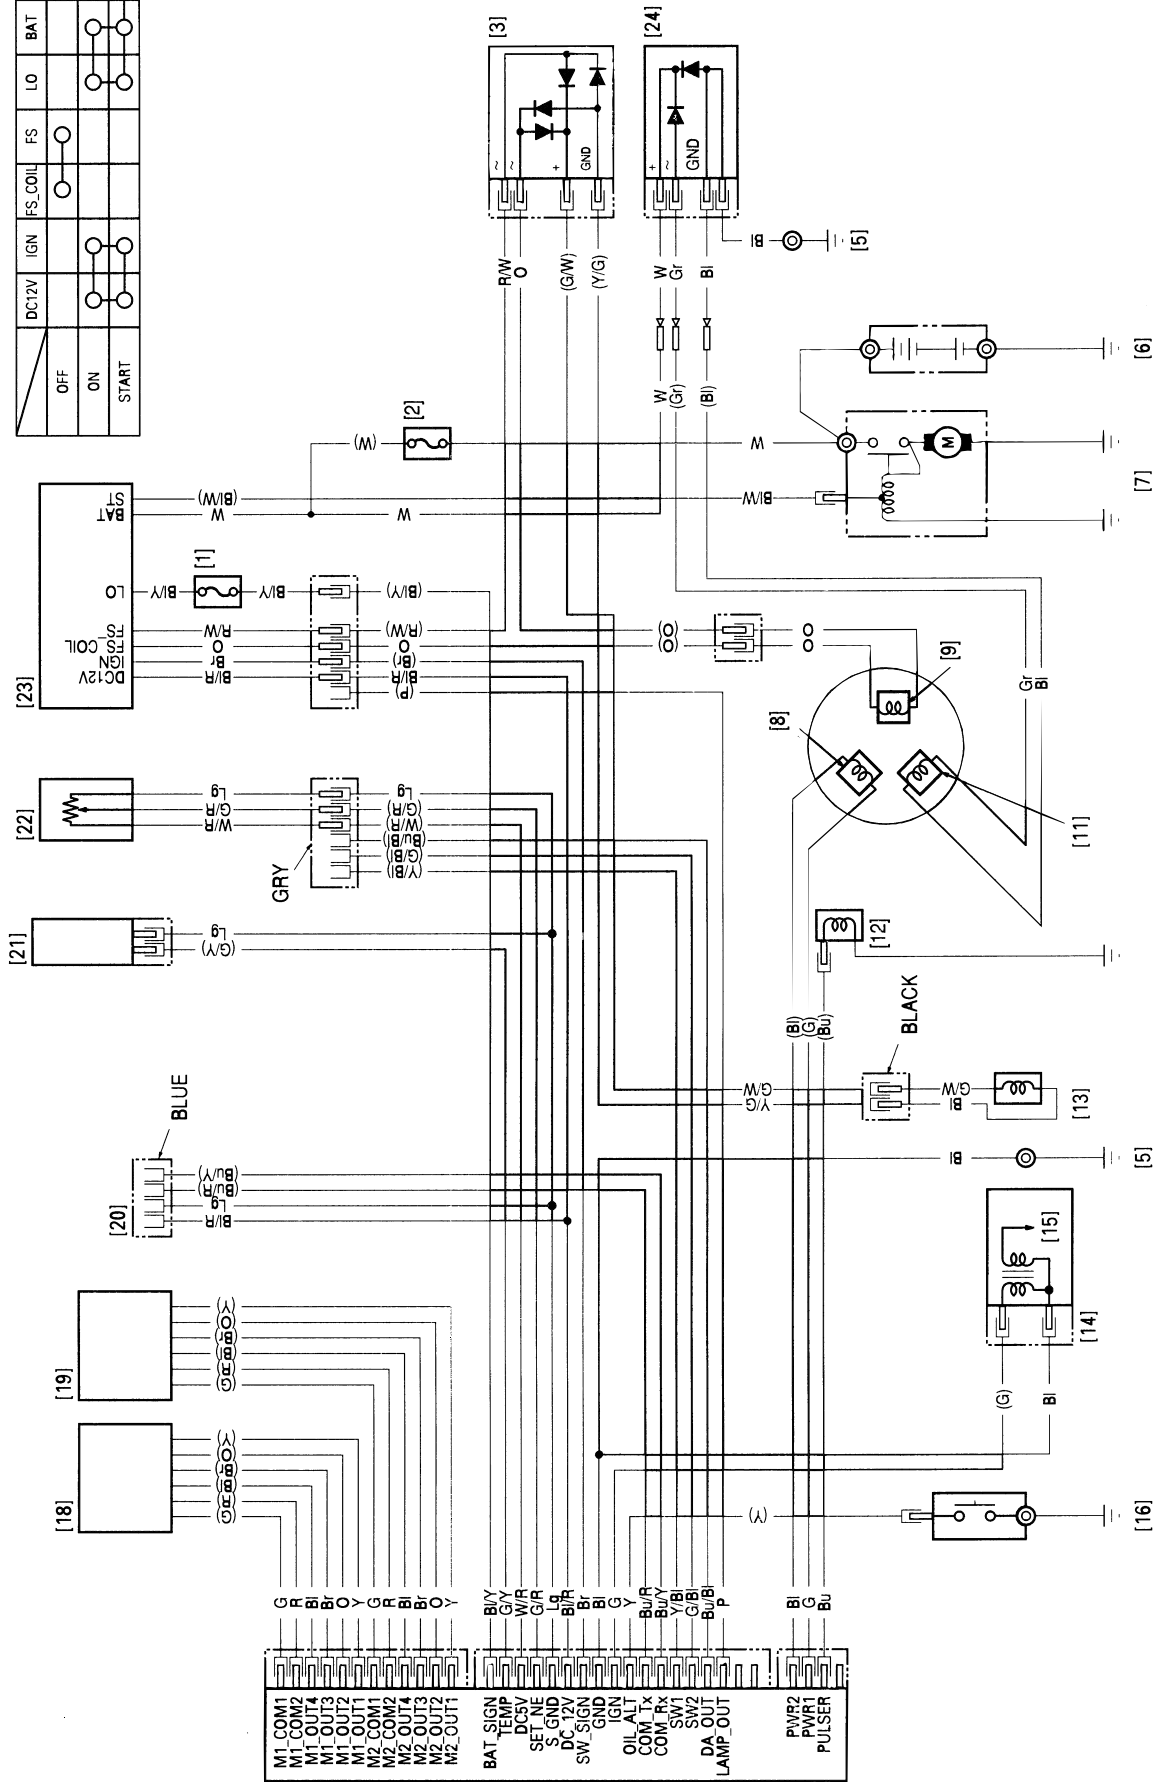 DC12V IGN FS_COIL FS LO BAT
OFF
ON
START
[3]
~
~
+
GND
[24]
+
~
GND
R/W
O
(G/W)
(Y/G)
W
Gr
Bl
Bl
[5]
W
(Gr)
(Bl)
[6]
[2]
(W)
W
[7]
Bl/W
[23]
ST
BAT
LO
FS
FS_COIL
IGN
DC12V
(Bl/W)
W
W
Bl/Y
[1]
Bl/Y
(Bl/Y)
R/W
(R/W)
O
O
Br
(Br)
Bl/R
Bl/R
(P)
(O)
(O)
O
O
[9]
[8]
[11]
Gr
Bl
[22]
Lg
G/R
W/R
GRY
Lg
(G/R)
(W/R)
(Bu/Bl)
(G/Bl)
(Y/Bl)
[21]
Lg
(G/Y)
[12]
(Bl)
(G)
(Bu)
BLACK
G/W
Y/G
G/W
Bl
[13]
BLUE
[20]
(Bu/Y)
(Bu/R)
Lg
Bl/R
Bl
[5]
[15]
[14]
(G)
Bl
[19]
(Y)
(O)
(Br)
(Bl)
(R)
(G)
[18]
(Y)
(O)
(Br)
(Bl)
(R)
(G)
(Y)
[16]
G
R
Bl
Br
O
Y
G
R
Bl
Br
O
Y
Bl/Y
G/Y
W/R
G/R
Lg
Bl/R
Br
Bl
G
Y
Bu/R
Bu/Y
Y/Bl
G/Bl
Bu/Bl
P
Bl
G
Bu
M1_COM1
M1_COM2
M1_OUT4
M1_OUT3
M1_OUT2
M1_OUT1
M2_COM1
M2_COM2
M2_OUT4
M2_OUT3
M2_OUT2
M2_OUT1
BAT_SIGN
TEMP
DC5V
SET_NE
S_GND
DC_12V
SW_SIGN
GND
IGN
OIL_ALT
COM_Tx
COM_Rx
SW1
SW2
DA_OUT
LAMP_OUT
PWR2
PWR1
PULSER
M